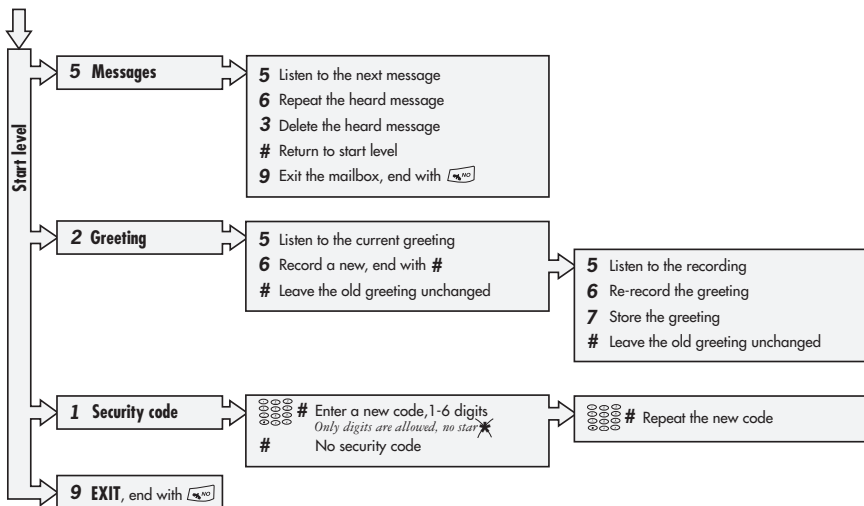 Start level
5 Messages
5 Listen to the next message
6 Repeat the heard message
3 Delete the heard message
# Return to start level
9 Exit the mailbox, end with NO
2 Greeting
5 Listen to the current greeting
6 Record a new, end with #
# Leave the old greeting unchanged
5 Listen to the recording
6 Re-record the greeting
7 Store the greeting
# Leave the old greeting unchanged
1 Security code
# Enter a new code,1-6 digits
Only digits are allowed, no star *
# No security code
# Repeat the new code
9 EXIT, end with NO